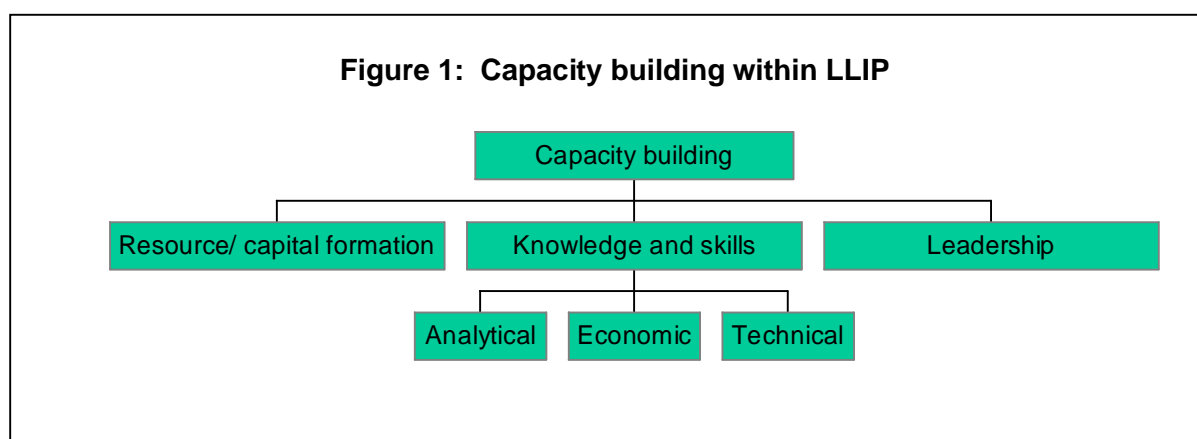 Figure 1: Capacity building within LLIP
Capacity building
Resource/ capital formation
Knowledge and skills
Leadership
Analytical
Economic
Technical